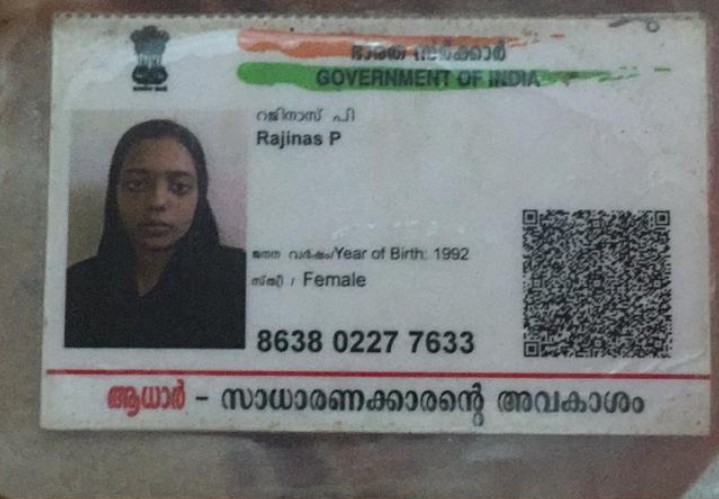 ഭാരത സർക്കാർ
GOVERNMENT OF INDIA
റജിനാസ് പി
Rajinas P
ജനന വർഷം/Year of Birth: 1992
സ്ത്രീ / Female
8638 0227 7633
ആധാർ – സാധാരണക്കാരന്റെ അവകാശം